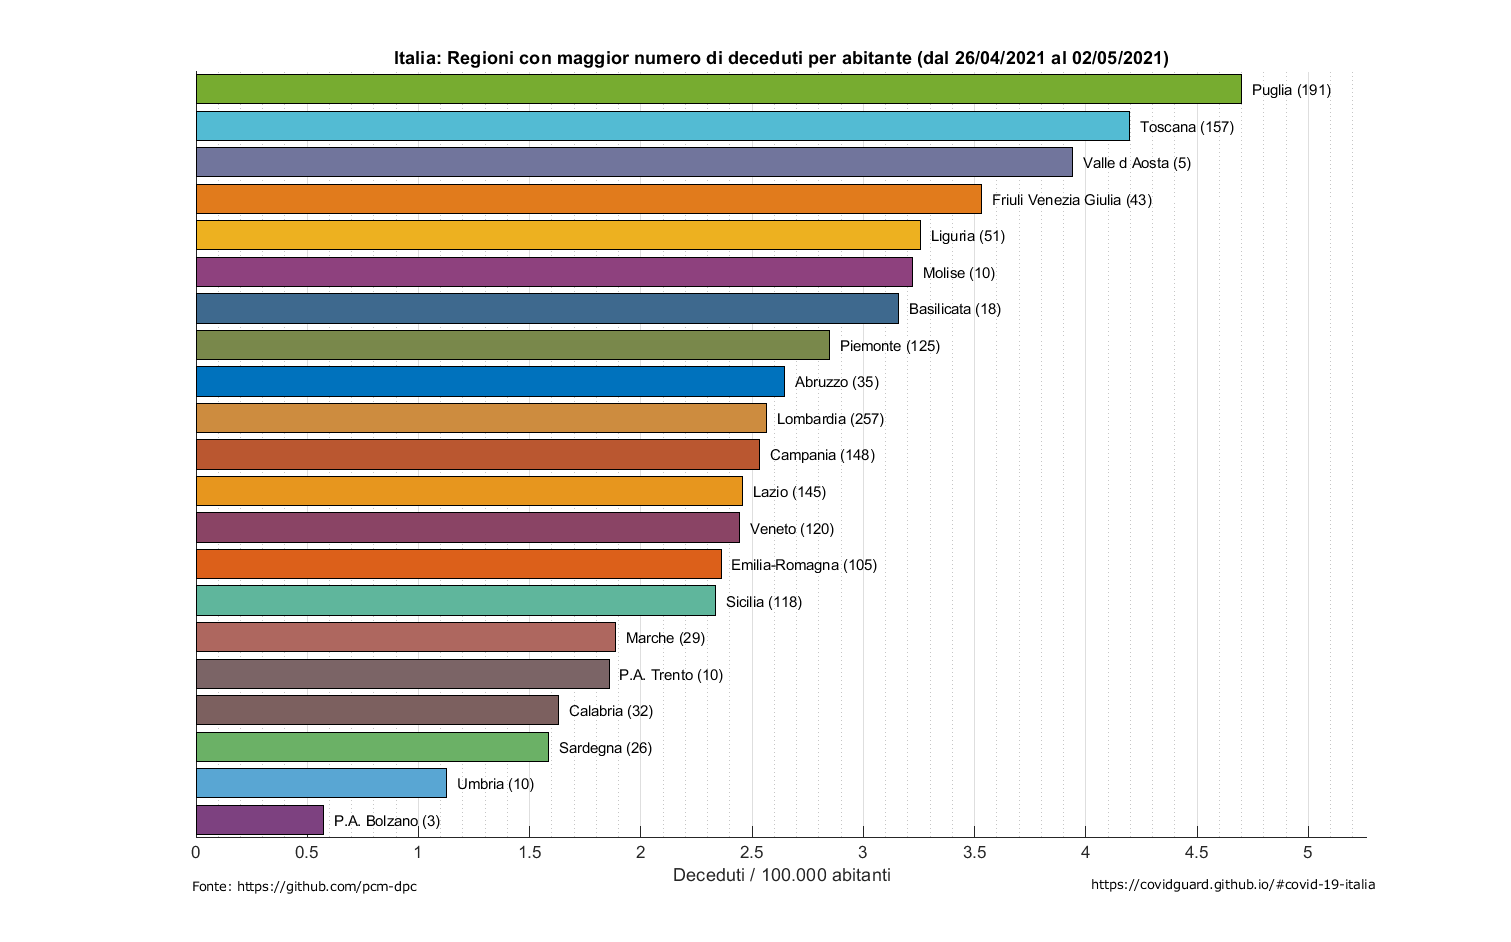 Italia: Regioni con maggior numero di deceduti per abitante (dal 26/04/2021 al 02/05/2021)
Puglia (191)
Toscana (157)
Valle d Aosta (5)
Friuli Venezia Giulia (43)
Liguria (51)
Molise (10)
Basilicata (18)
Piemonte (125)
Abruzzo (35)
Lombardia (257)
Campania (148)
Lazio (145)
Veneto (120)
Emilia-Romagna (105)
Sicilia (118)
Marche (29)
P.A. Trento (10)
Calabria (32)
Sardegna (26)
Umbria (10)
P.A. Bolzano (3)
0 0.5 1 1.5 2 2.5 3 3.5 4 4.5 5
Deceduti / 100.000 abitanti
Fonte: https://github.com/pcm-dpc
https://covidguard.github.io/#covid-19-italia